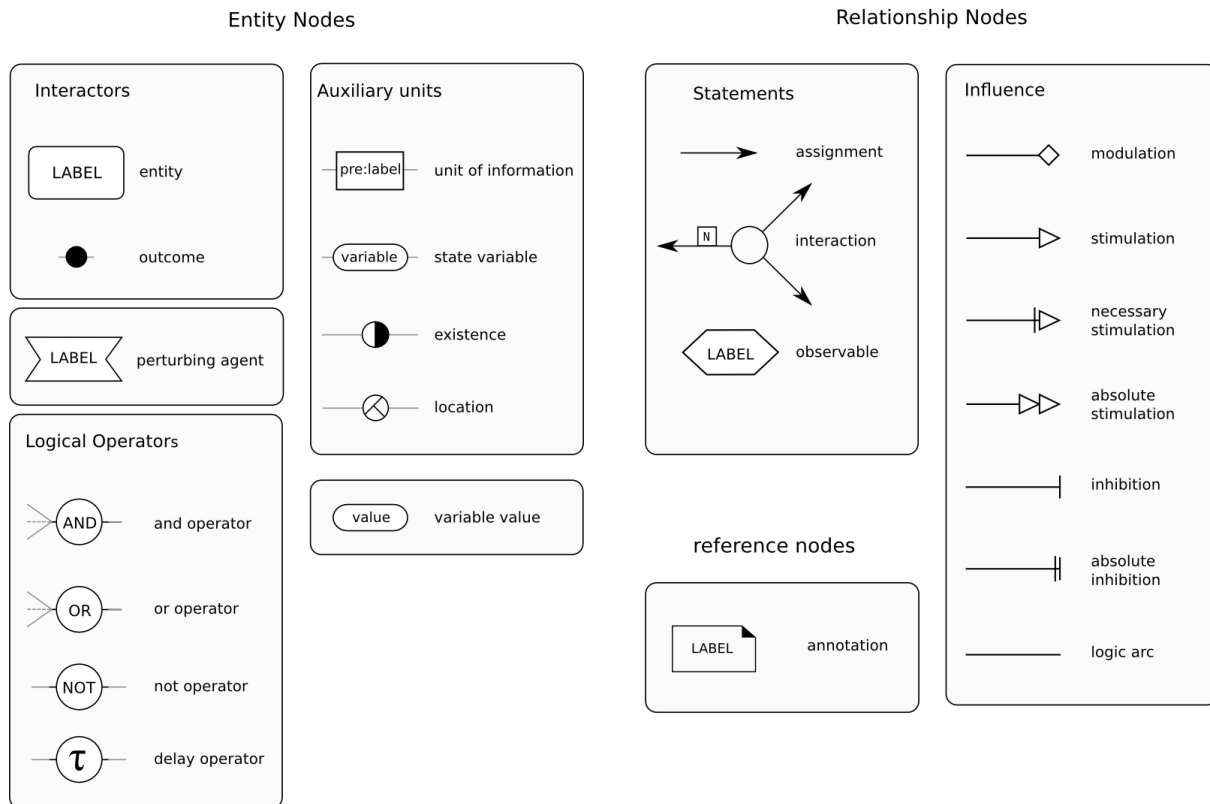 Entity Nodes
Interactors
LABEL
entity
outcome
LABEL
perturbing agent
Logical Operators
AND
and operator
OR
or operator
NOT
not operator
τ
delay operator
Auxiliary units
pre:label
unit of information
variable
state variable
existence
location
value
variable value
Relationship Nodes
Statements
assignment
N
interaction
LABEL
observable
reference nodes
LABEL
annotation
Influence
modulation
stimulation
necessary
stimulation
absolute
stimulation
inhibition
absolute
inhibition
logic arc